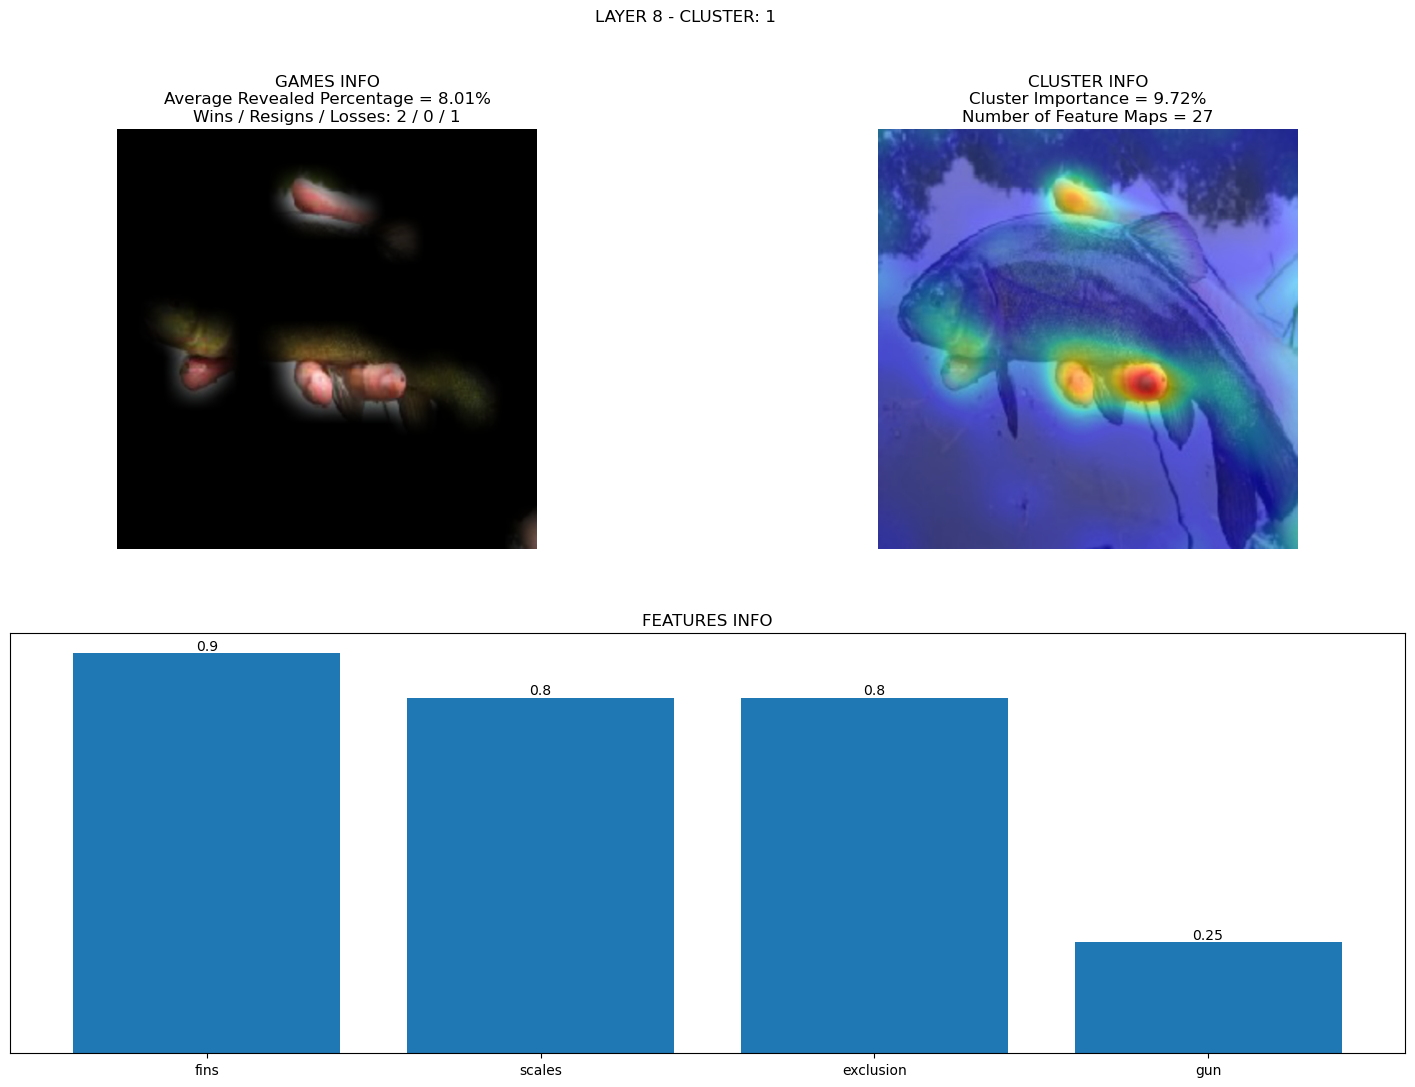 LAYER 8 - CLUSTER: 1
GAMES INFO
Average Revealed Percentage = 8.01%
Wins / Resigns / Losses: 2 / 0 / 1
CLUSTER INFO
Cluster Importance = 9.72%
Number of Feature Maps = 27
FEATURES INFO
0.9
0.8
0.8
0.25
fins
scales
exclusion
gun